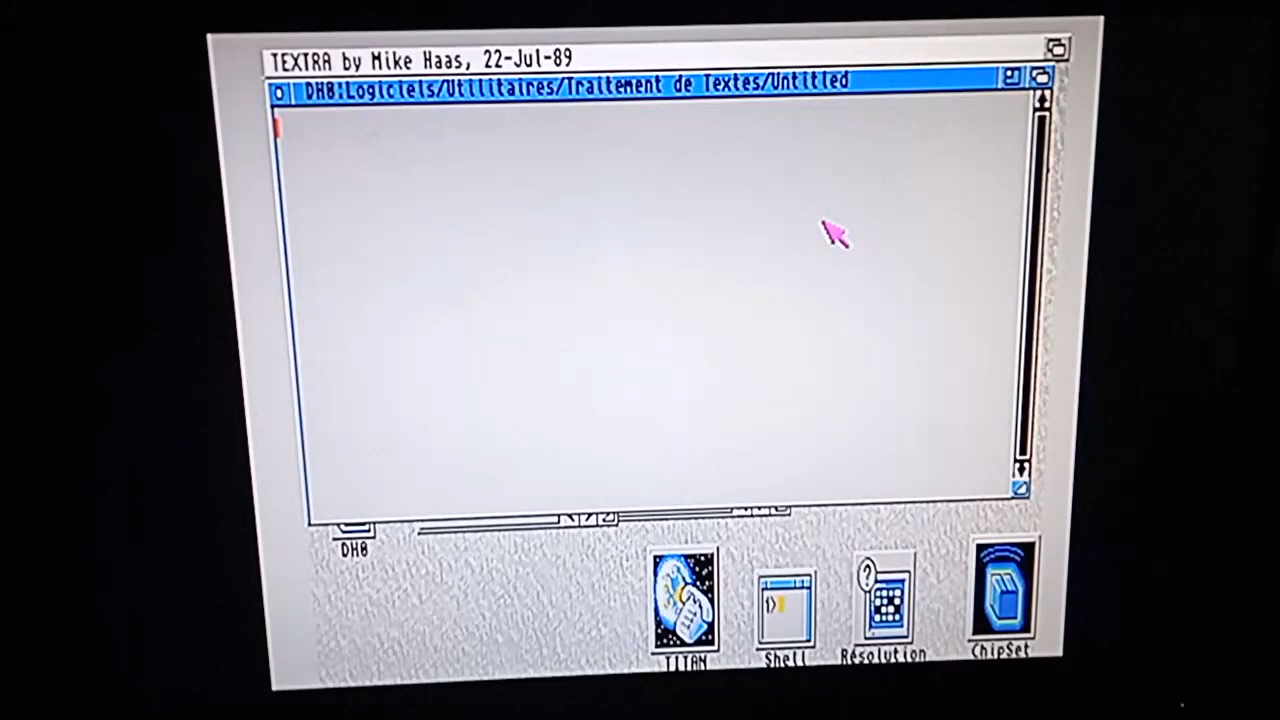 TEXTRA by Mike Haas, 22-Jul-89
DH0:Logiciels/Utilitaires/Traitement de Textes/Untitled
DH0
?
1>
TITAN
Shell
Résolution
ChipSet